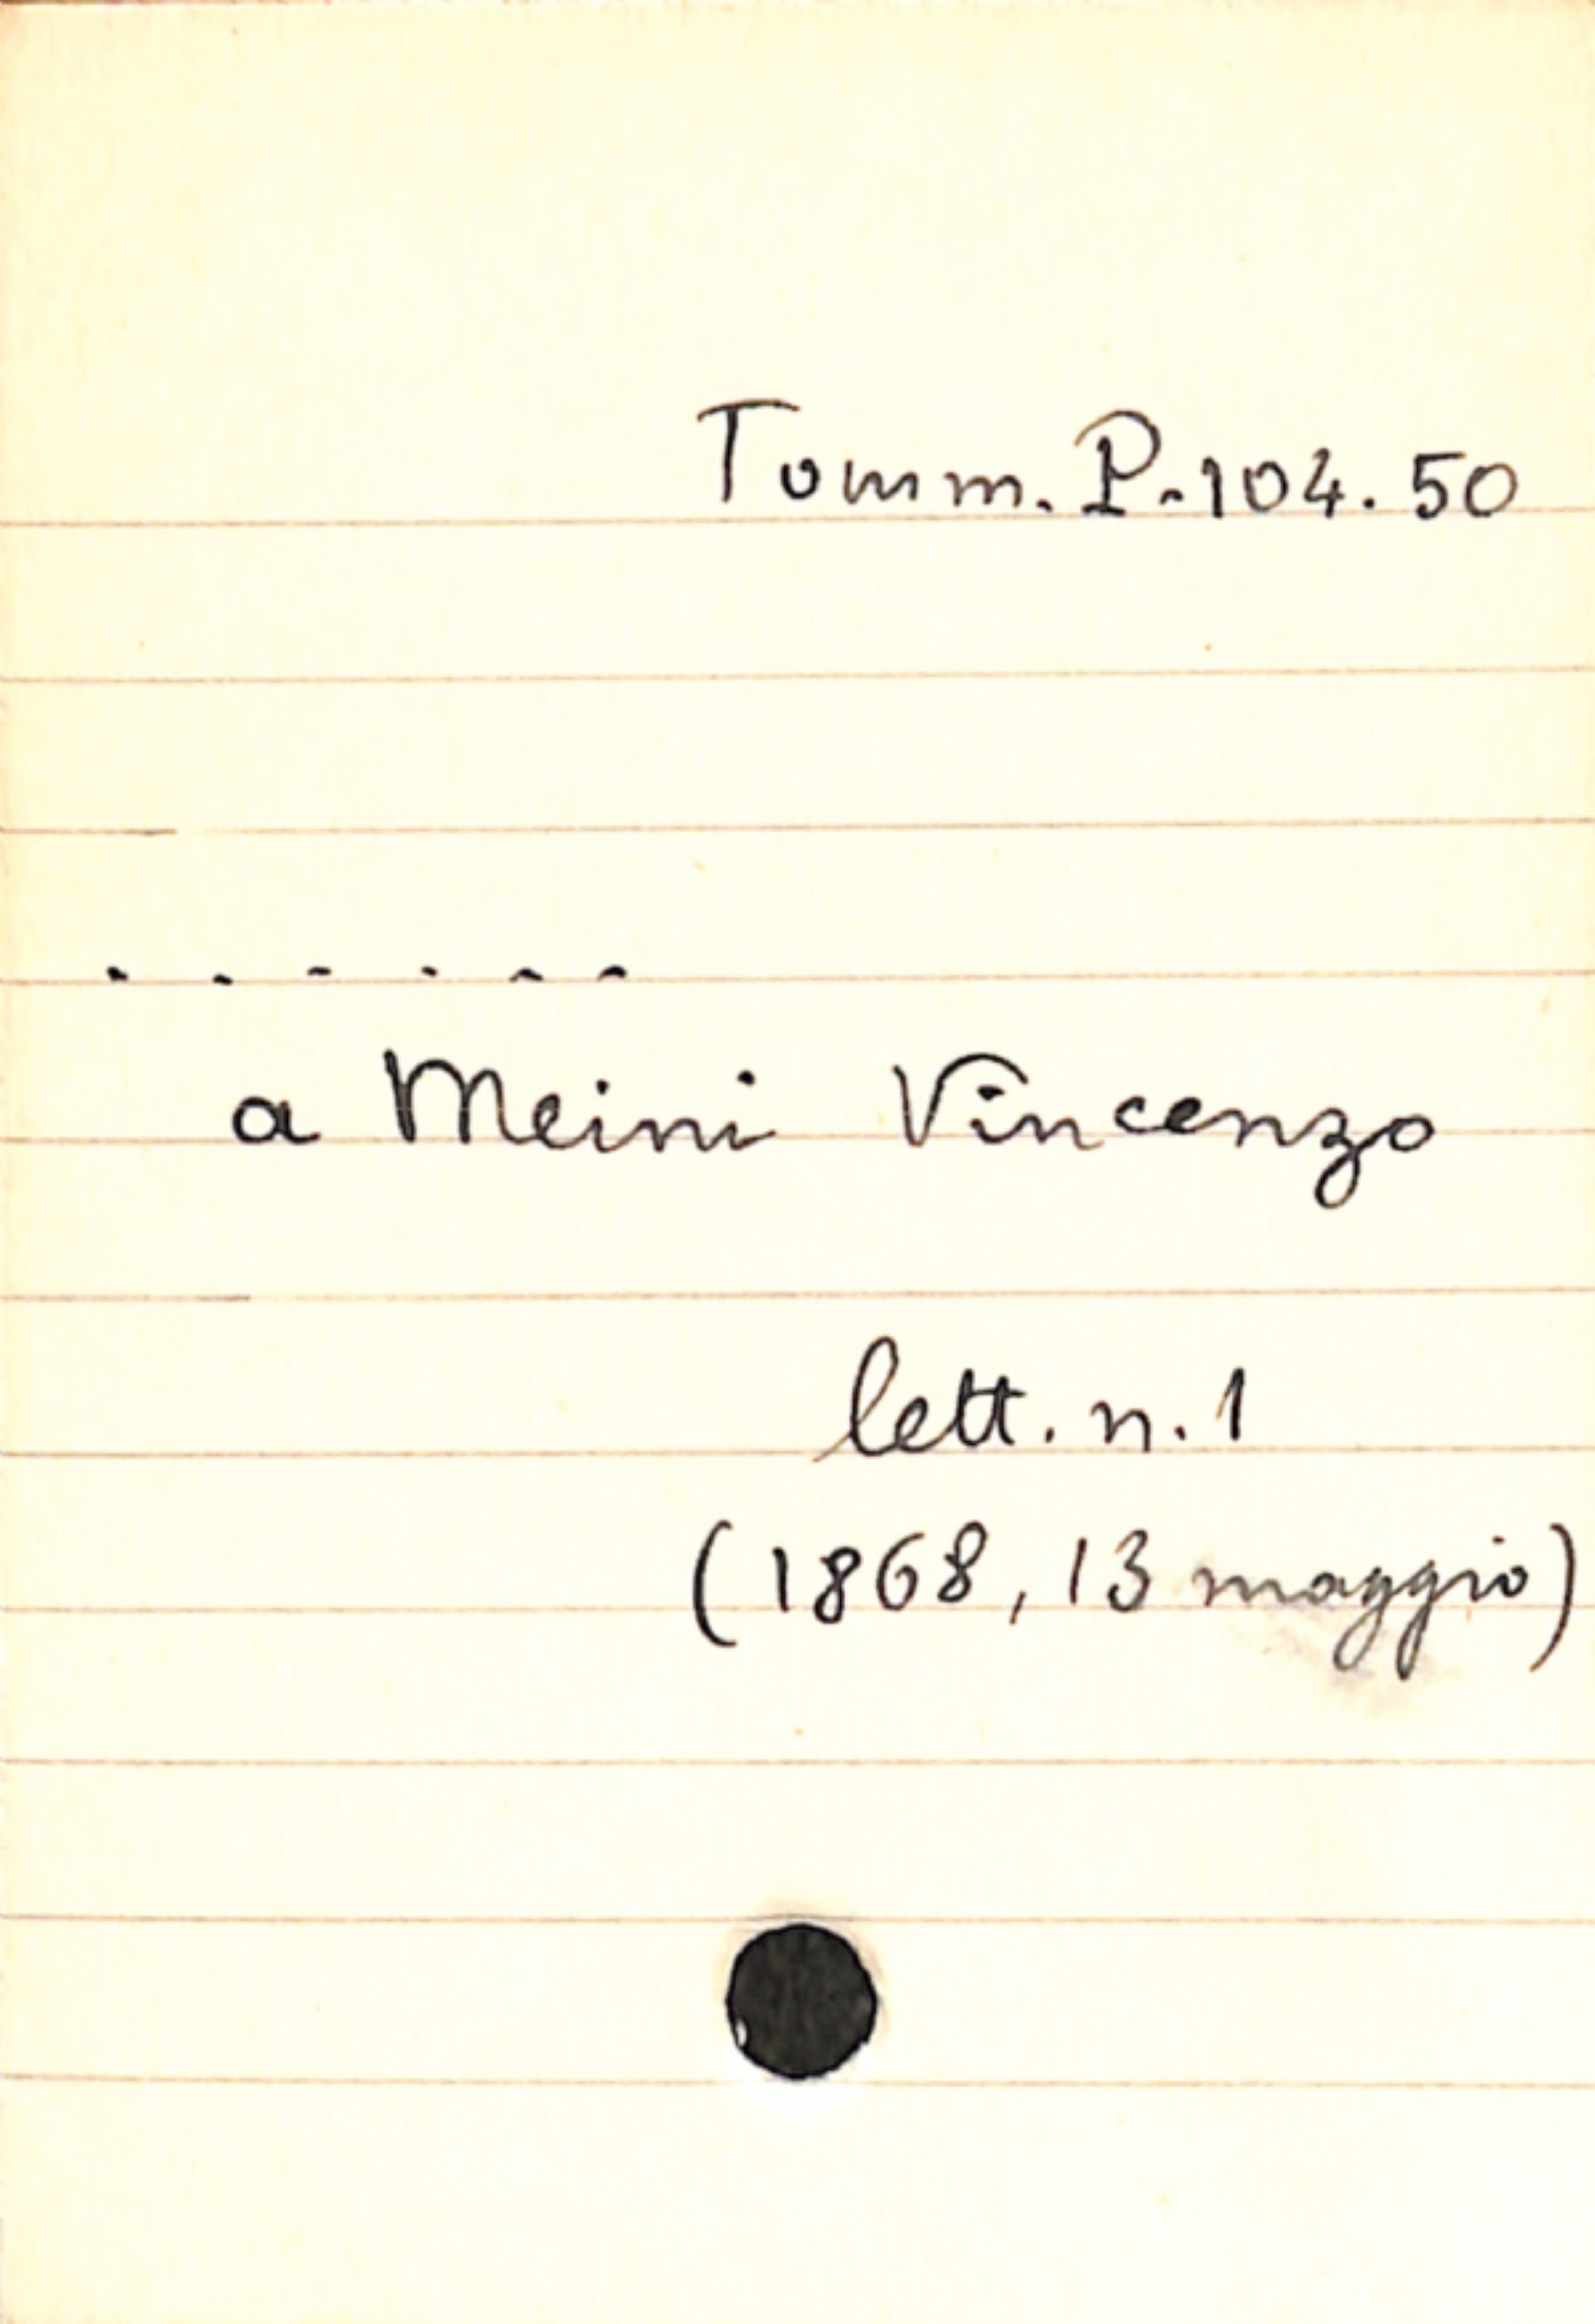 Tomm. P. 104. 50
. . . . . .
a Meini Vincenzo
lett. n. 1
(1868, 13 maggio)